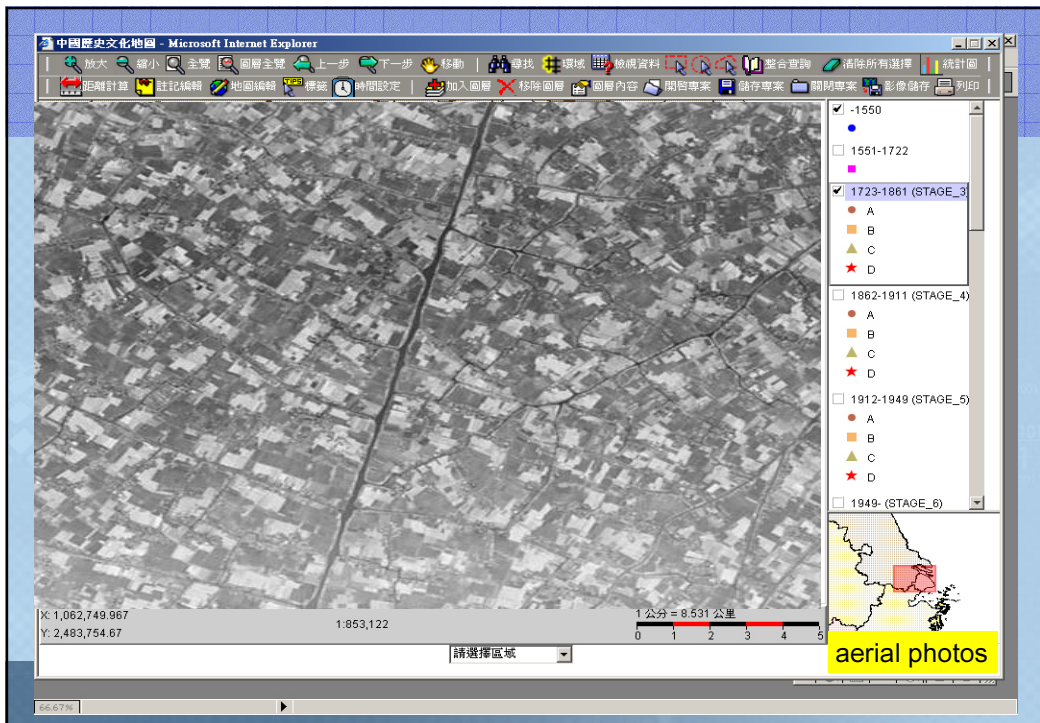 中國歷史文化地圖 - Microsoft Internet Explorer
放大 縮小 全覽 圖層全覽 上一步 下一步 移動 尋找 環域 檢視資料 整合查詢 清除所有選擇 統計圖
距離計算 註記編輯 地圖編輯 標籤 時間設定 加入圖層 移除圖層 圖層內容 開啓專案 儲存專案 關閉專案 影像儲存 列印
-1550
1551-1722
1723-1861 (STAGE_3)
A
B
C
D
1862-1911 (STAGE_4)
A
B
C
D
1912-1949 (STAGE_5)
A
B
C
D
1949- (STAGE_6)
X: 1,062,749.967
Y: 2,483,754.67
1:853,122
1 公分 = 8.531 公里
0 1 2 3 4 5
請選擇區域
aerial photos
66.67%